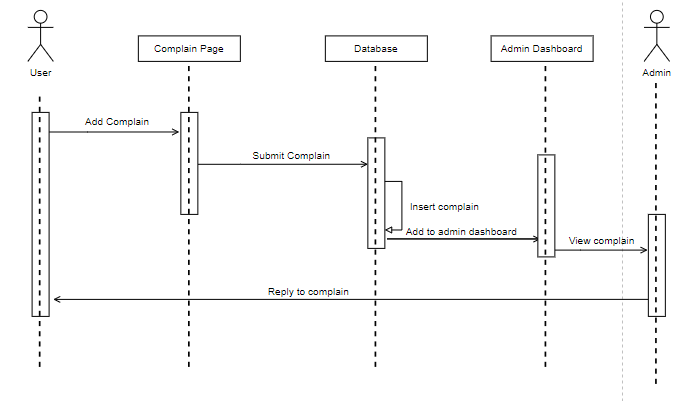 User
Complain Page
Database
Admin Dashboard
Admin
Add Complain
Submit Complain
Insert complain
Add to admin dashboard
View complain
Reply to complain